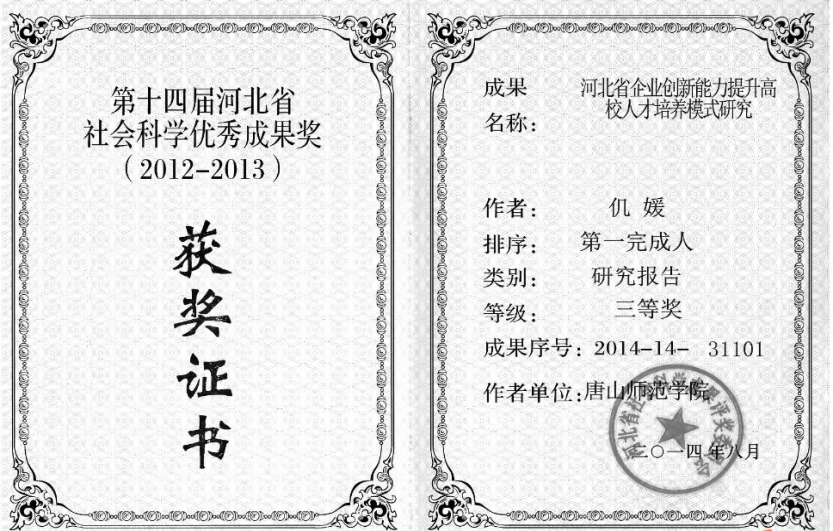 第十四届河北省
社会科学优秀成果奖
（2012-2013）
获奖证书
成果
名称：
河北省企业创新能力提升高
校人才培养模式研究
作者： 仉 媛
排序： 第一完成人
类别： 研究报告
等级： 三等奖
成果序号：2014-14- 31101
作者单位：唐山师范学院
二〇一四 年八月